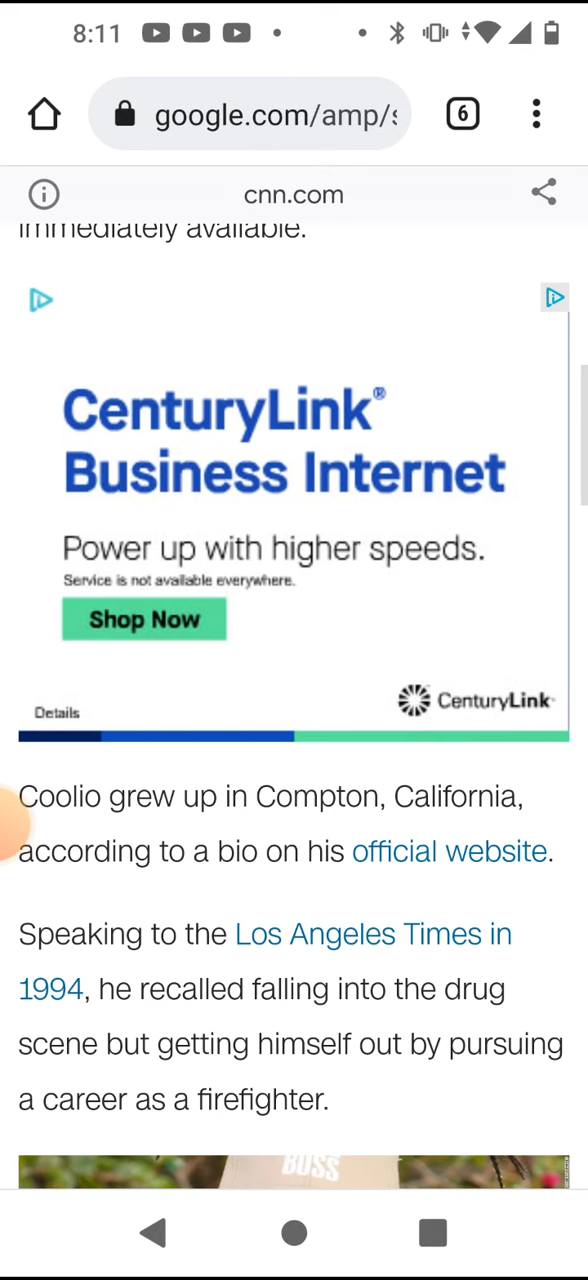 8:11
google.com/amp/s
6
cnn.com
immediately available.
CenturyLink®
Business Internet
Power up with higher speeds.
Service is not available everywhere.
Shop Now
Details
CenturyLink
Coolio grew up in Compton, California,
according to a bio on his official website.
Speaking to the Los Angeles Times in
1994, he recalled falling into the drug
scene but getting himself out by pursuing
a career as a firefighter.
BOSS